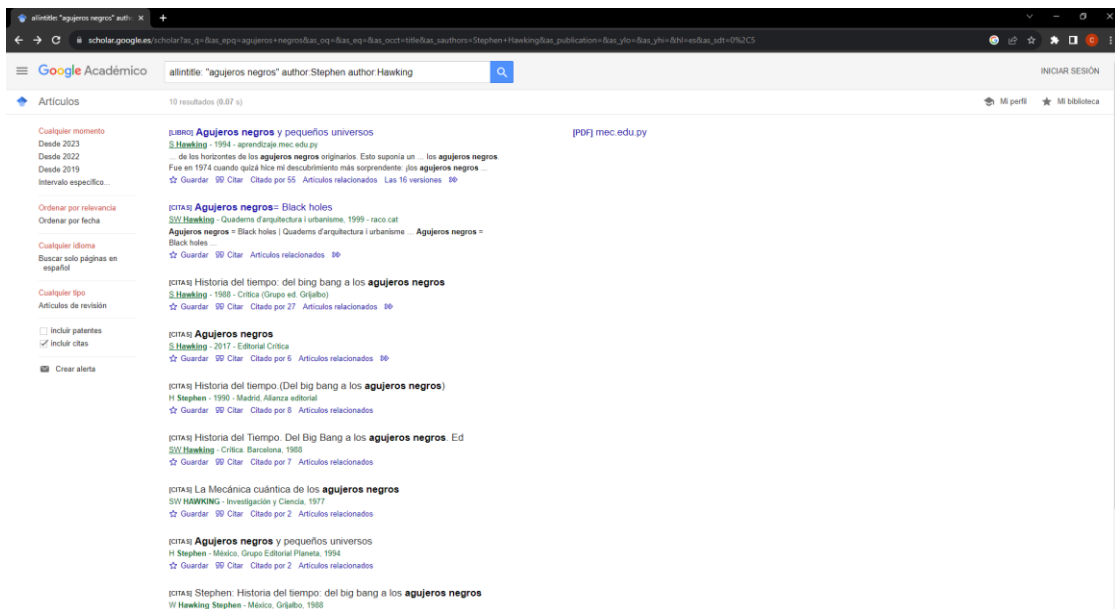 allintitle: "agujeros negros" auth
scholar.google.es/scholar?as_q=&as_epq=agujeros+negros&as_oq=&as_eq=&as_occt=title&as_sauthors=Stephen+Hawking&as_publication=&as_ylo=&as_yhi=&hl=es&as_sdt=0%2C5
Google Académico
allintitle: "agujeros negros" author:Stephen author:Hawking
INICIAR SESIÓN
Artículos
10 resultados (0.07 s)
Mi perfil
Mi biblioteca
Cualquier momento
Desde 2023
Desde 2022
Desde 2019
Intervalo específico...
Ordenar por relevancia
Ordenar por fecha
Cualquier idioma
Buscar solo páginas en
español
Cualquier tipo
Artículos de revisión
incluir patentes
incluir citas
Crear alerta
[LIBRO] Agujeros negros y pequeños universos
S Hawking - 1994 - aprendizaje.mec.edu.py
... de los horizontes de los agujeros negros originarios. Esto suponía un ... los agujeros negros.
Fue en 1974 cuando quizá hice mi descubrimiento más sorprendente: ¡los agujeros negros ...
Guardar Citar Citado por 55 Artículos relacionados Las 16 versiones
[PDF] mec.edu.py
[CITAS] Agujeros negros= Black holes
SW Hawking - Quaderns d'arquitectura i urbanisme, 1999 - raco.cat
Agujeros negros = Black holes | Quaderns d'arquitectura i urbanisme ... Agujeros negros =
Black holes ...
Guardar Citar Artículos relacionados
[CITAS] Historia del tiempo: del bing bang a los agujeros negros
S Hawking - 1988 - Crítica (Grupo ed. Grijalbo)
Guardar Citar Citado por 27 Artículos relacionados
[CITAS] Agujeros negros
S Hawking - 2017 - Editorial Crítica
Guardar Citar Citado por 6 Artículos relacionados
[CITAS] Historia del tiempo.(Del big bang a los agujeros negros)
H Stephen - 1990 - Madrid, Alianza editorial
Guardar Citar Citado por 8 Artículos relacionados
[CITAS] Historia del Tiempo. Del Big Bang a los agujeros negros. Ed
SW Hawking - Crítica. Barcelona, 1988
Guardar Citar Citado por 7 Artículos relacionados
[CITAS] La Mecánica cuántica de los agujeros negros
SW HAWKING - Investigación y Ciencia, 1977
Guardar Citar Citado por 2 Artículos relacionados
[CITAS] Agujeros negros y pequeños universos
H Stephen - México, Grupo Editorial Planeta, 1994
Guardar Citar Citado por 2 Artículos relacionados
[CITAS] Stephen: Historia del tiempo: del big bang a los agujeros negros
W Hawking Stephen - México, Grijalbo, 1988